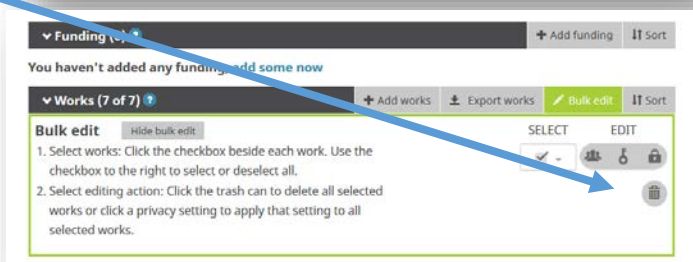 Funding (0) ? + Add funding Sort
You haven't added any funding, add some now
Works (7 of 7) ? + Add works Export works Bulk edit Sort
Bulk edit Hide bulk edit SELECT EDIT
1. Select works: Click the checkbox beside each work. Use the
checkbox to the right to select or deselect all.
2. Select editing action: Click the trash can to delete all selected
works or click a privacy setting to apply that setting to all
selected works.